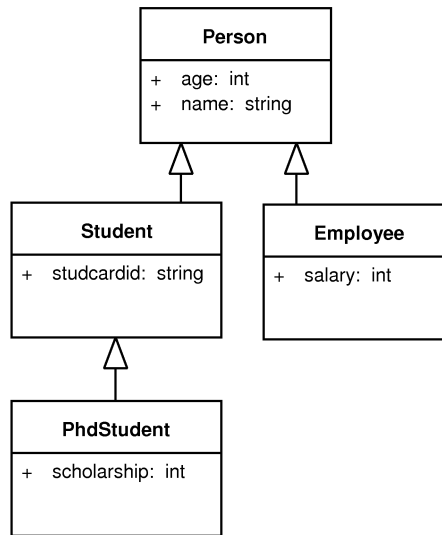 Person
+ age: int
+ name: string
Student
+ studcardid: string
Employee
+ salary: int
PhdStudent
+ scholarship: int